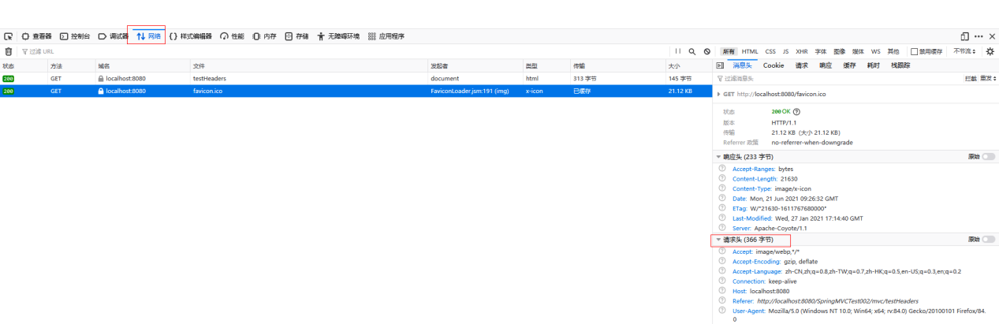 查看器 控制台 调试器 网络 {} 样式编辑器 性能 内存 存储 无障碍环境 应用程序
过滤 URL
所有 HTML CSS JS XHR 字体 图像 媒体 WS 其他 禁用缓存 不节流
状态 方法 域名 文件 发起者 类型 传输 大小
200 GET localhost:8080 testHeaders document html 313 字节 145 字节
200 GET localhost:8080 favicon.ico FaviconLoader.jsm:191 (img) x-icon 已缓存 21.12 KB
消息头 Cookie 请求 响应 缓存 耗时 栈跟踪
过滤消息头 拦截 重发
GET http://localhost:8080/favicon.ico
状态 200 OK
版本 HTTP/1.1
传输 21.12 KB (大小 21.12 KB)
Referrer 政策 no-referrer-when-downgrade
响应头 (233 字节) 原始
Accept-Ranges: bytes
Content-Length: 21630
Content-Type: image/x-icon
Date: Mon, 21 Jun 2021 09:26:32 GMT
ETag: W/"21630-1611767680000"
Last-Modified: Wed, 27 Jan 2021 17:14:40 GMT
Server: Apache-Coyote/1.1
请求头 (366 字节) 原始
Accept: image/webp,*/*
Accept-Encoding: gzip, deflate
Accept-Language: zh-CN,zh;q=0.8,zh-TW;q=0.7,zh-HK;q=0.5,en-US;q=0.3,en;q=0.2
Connection: keep-alive
Host: localhost:8080
Referer: http://localhost:8080/SpringMVCTest002/mvc/testHeaders
User-Agent: Mozilla/5.0 (Windows NT 10.0; Win64; x64; rv:84.0) Gecko/20100101 Firefox/84.
0